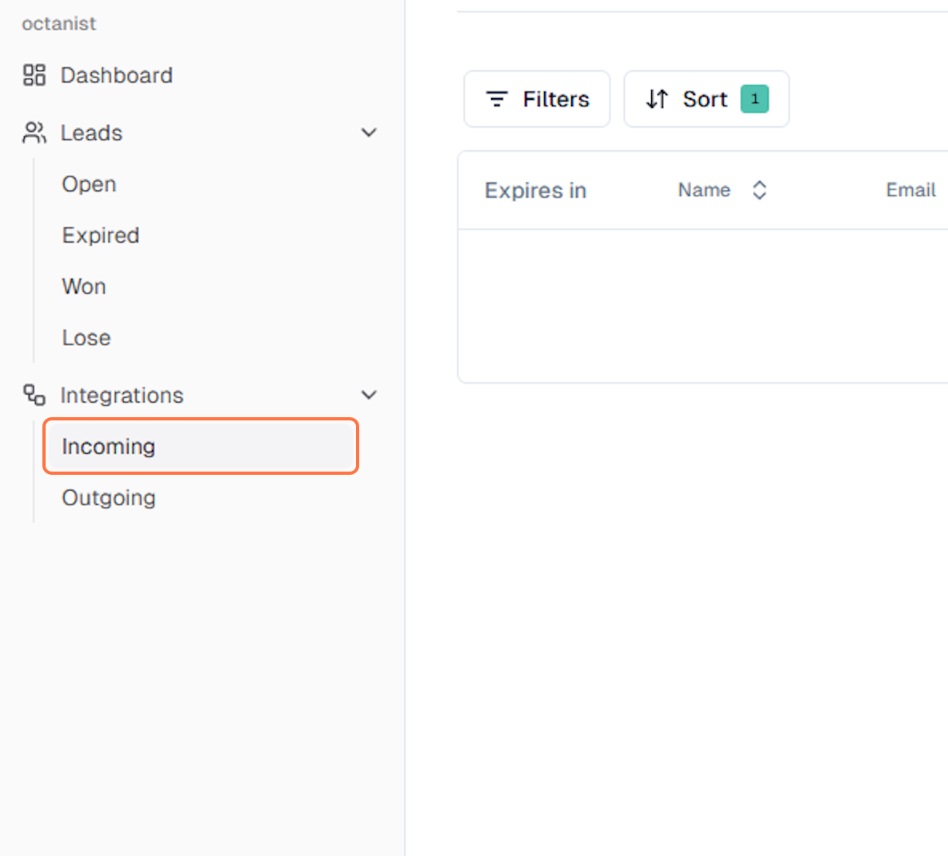 octanist
Dashboard
Leads
Open
Expired
Won
Lose
Integrations
Incoming
Outgoing
Filters
Sort 1
Expires in Name Email